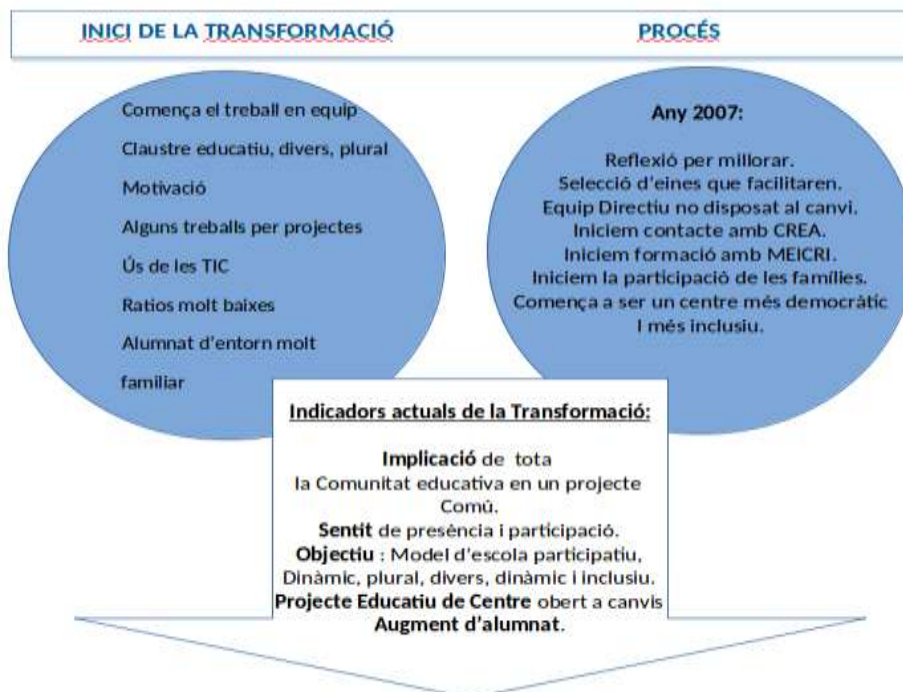 INICI DE LA TRANSFORMACIÓ
PROCÉS
Comença el treball en equip
Claustre educatiu, divers, plural
Motivació
Alguns treballs per projectes
Ús de les TIC
Ratios molt baixes
Alumnat d'entorn molt
familiar
Any 2007:
Reflexió per millorar.
Selecció d'eines que facilitaren.
Equip Directiu no disposat al canvi.
Iniciem contacte amb CREA.
Iniciem formació amb MEICRI.
Iniciem la participació de les famílies.
Comença a ser un centre més democràtic
I més inclusiu.
Indicadors actuals de la Transformació:
Implicació de tota
la Comunitat educativa en un projecte
Comú.
Sentit de presència i participació.
Objectiu : Model d'escola participatiu,
Dinàmic, plural, divers, dinàmic i inclusiu.
Projecte Educatiu de Centre obert a canvis
Augment d'alumnat.